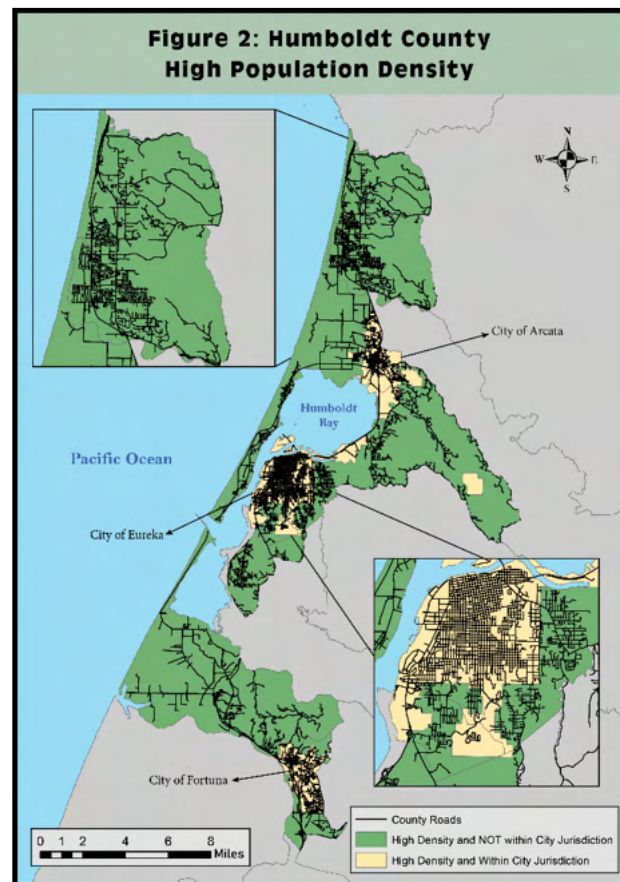 Figure 2: Humboldt County
High Population Density
N
W
E
S
City of Arcata
Humboldt
Bay
Pacific Ocean
City of Eureka
City of Fortuna
0 1 2 4 6 8
Miles
County Roads
High Density and NOT within City Jurisdiction
High Density and Within City Jurisdiction